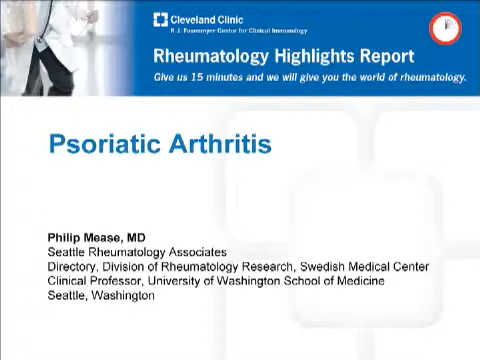 Cleveland Clinic
R.J. Fasenmyer Center for Clinical Immunology
Rheumatology Highlights Report
Give us 15 minutes and we will give you the world of rheumatology.
Psoriatic Arthritis
Philip Mease, MD
Seattle Rheumatology Associates
Directory, Division of Rheumatology Research, Swedish Medical Center
Clinical Professor, University of Washington School of Medicine
Seattle, Washington